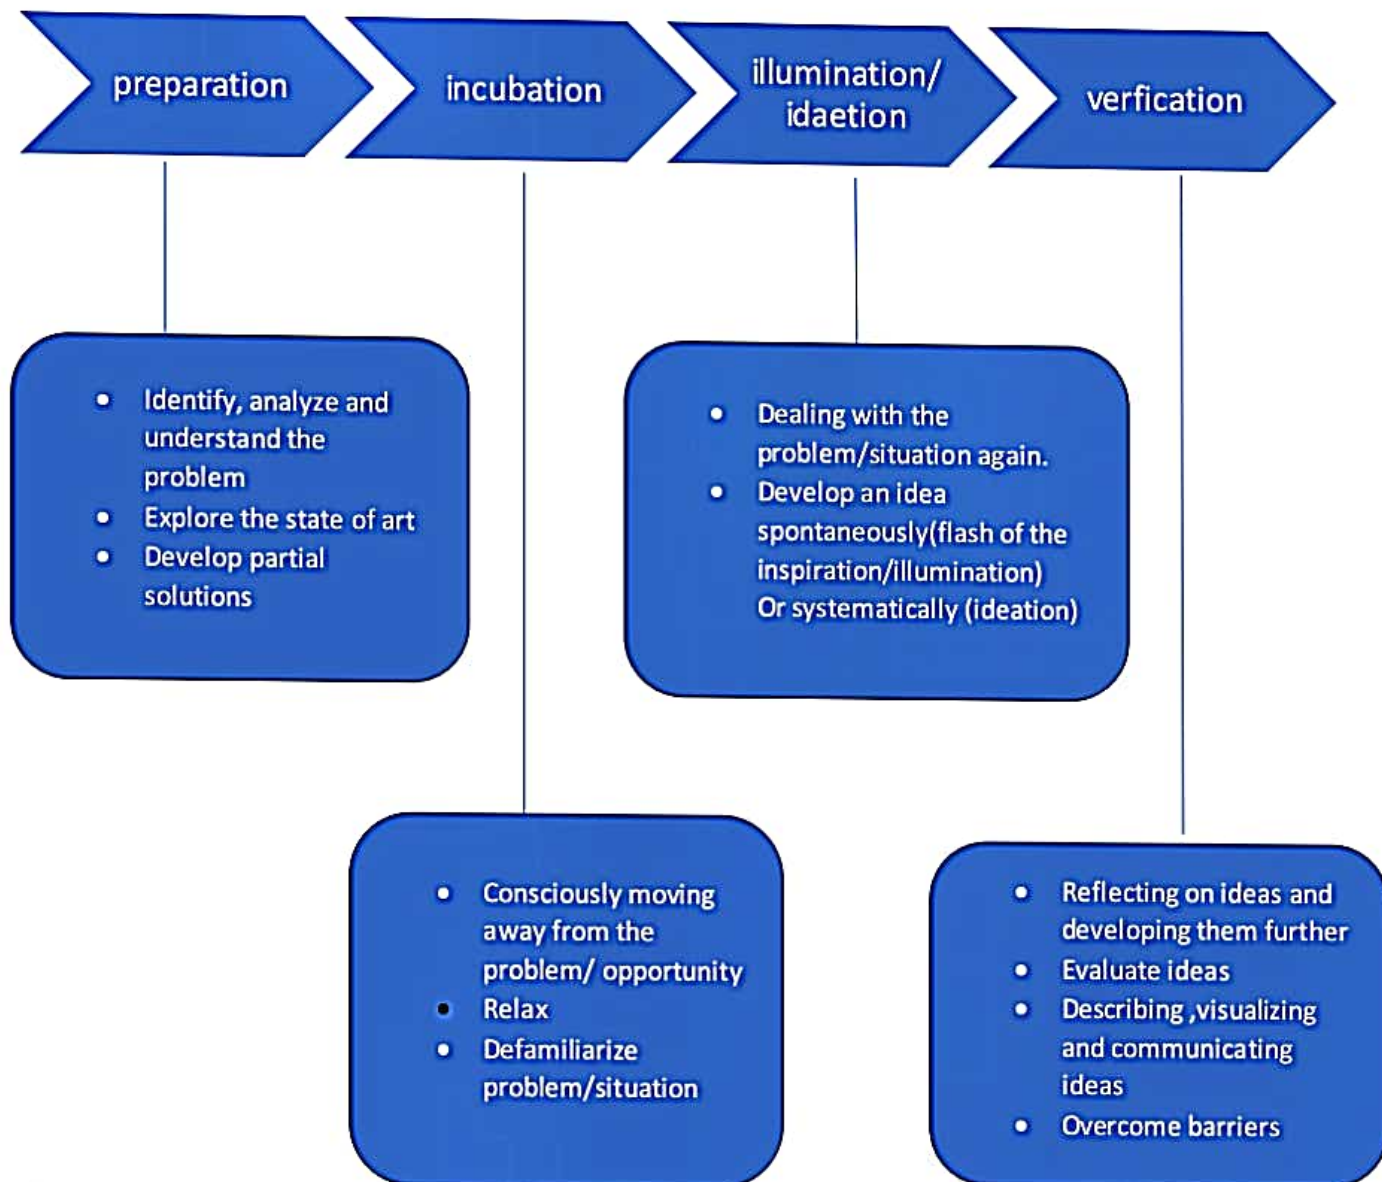 preparation
incubation
illumination/
idaetion
verfication
Identify, analyze and
understand the
problem
Explore the state of art
Develop partial
solutions
Dealing with the
problem/situation again.
Develop an idea
spontaneously(flash of the
inspiration/illumination)
Or systematically (ideation)
Consciously moving
away from the
problem/ opportunity
Relax
Defamiliarize
problem/situation
Reflecting on ideas and
developing them further
Evaluate ideas
Describing ,visualizing
and communicating
ideas
Overcome barriers